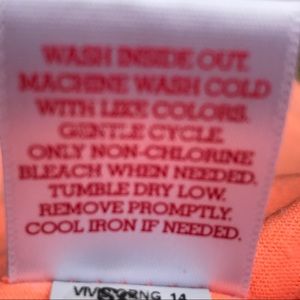 WASH INSIDE OUT.
MACHINE WASH COLD
WITH LIKE COLORS.
GENTLE CYCLE.
ONLY NON-CHLORINE
BLEACH WHEN NEEDED.
TUMBLE DRY LOW.
REMOVE PROMPTLY.
COOL IRON IF NEEDED.
14